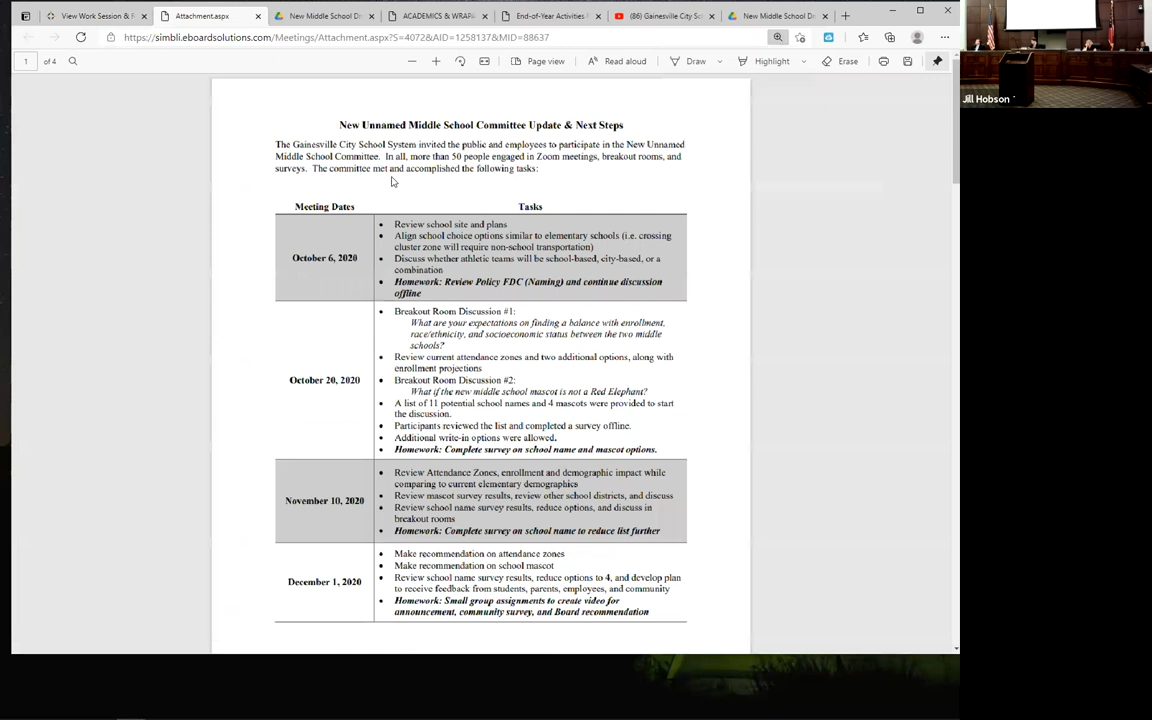 View Work Session &
Attachment.aspx
New Middle School Di
ACADEMICS & WRAPA
End-of-Year Activities
(86) Gainesville City Sc
New Middle School Di
https://simbli.eboardsolutions.com/Meetings/Attachment.aspx?S=4072&AID=1258137&MID=88637
1 of 4
Page view
Read aloud
Draw
Highlight
Erase
Jill Hobson
New Unnamed Middle School Committee Update & Next Steps
The Gainesville City School System invited the public and employees to participate in the New Unnamed
Middle School Committee. In all, more than 50 people engaged in Zoom meetings, breakout rooms, and
surveys. The committee met and accomplished the following tasks:
Meeting Dates Tasks
October 6, 2020
• Review school site and plans
• Align school choice options similar to elementary schools (i.e. crossing
cluster zone will require non-school transportation)
• Discuss whether athletic teams will be school-based, city-based, or a
combination
• Homework: Review Policy FDC (Naming) and continue discussion
offline
October 20, 2020
• Breakout Room Discussion #1:
What are your expectations on finding a balance with enrollment,
race/ethnicity, and socioeconomic status between the two middle
schools?
• Review current attendance zones and two additional options, along with
enrollment projections
• Breakout Room Discussion #2:
What if the new middle school mascot is not a Red Elephant?
• A list of 11 potential school names and 4 mascots were provided to start
the discussion.
• Participants reviewed the list and completed a survey offline.
• Additional write-in options were allowed.
• Homework: Complete survey on school name and mascot options.
November 10, 2020
• Review Attendance Zones, enrollment and demographic impact while
comparing to current elementary demographics
• Review mascot survey results, review other school districts, and discuss
• Review school name survey results, reduce options, and discuss in
breakout rooms
• Homework: Complete survey on school name to reduce list further
December 1, 2020
• Make recommendation on attendance zones
• Make recommendation on school mascot
• Review school name survey results, reduce options to 4, and develop plan
to receive feedback from students, parents, employees, and community
• Homework: Small group assignments to create video for
announcement, community survey, and Board recommendation